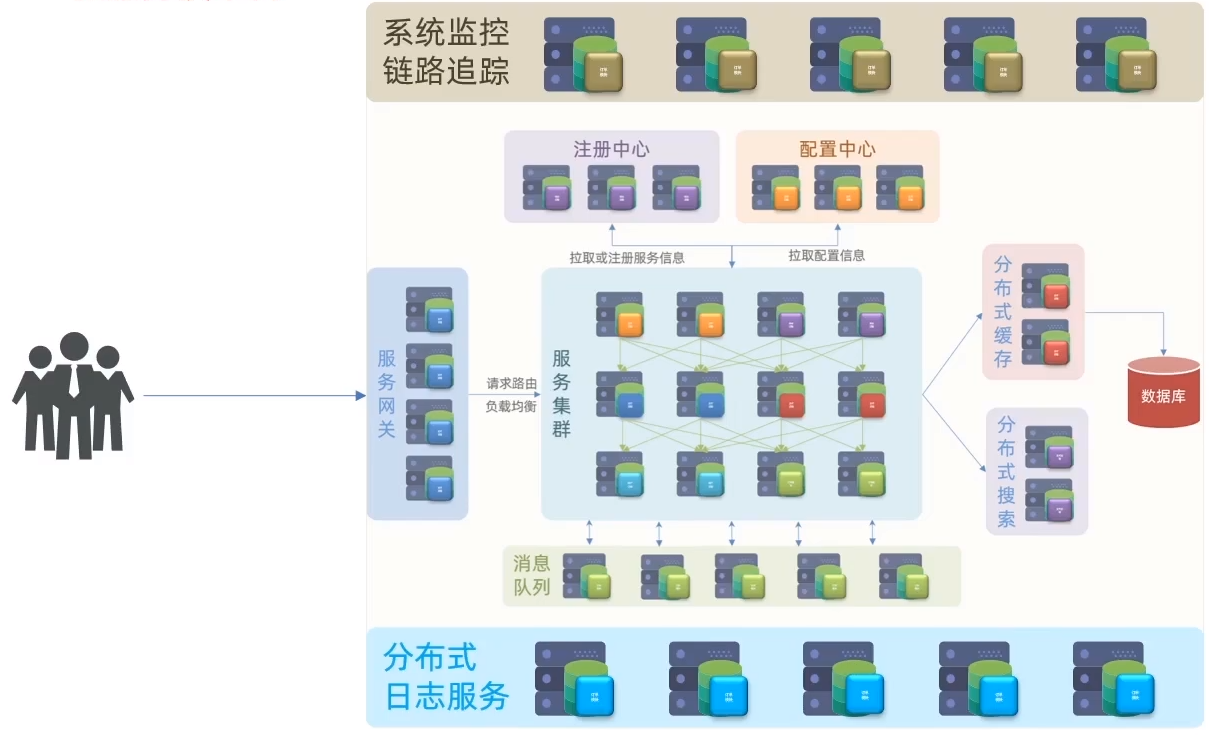 系统监控
链路追踪
注册中心
配置中心
拉取或注册服务信息
拉取配置信息
服务网关
请求路由
负载均衡
服务集群
分布式缓存
数据库
分布式搜索
消息
队列
分布式
日志服务